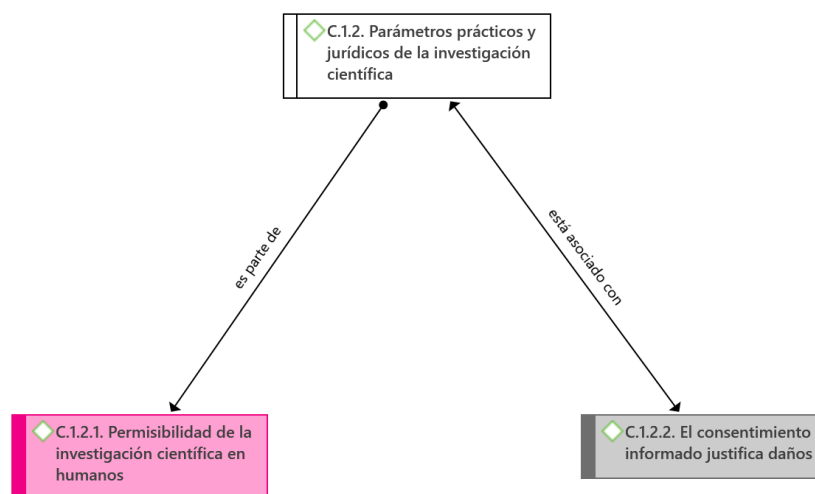 C.1.2. Parámetros prácticos y
jurídicos de la investigación
científica
es parte de
está asociado con
C.1.2.1. Permisibilidad de la
investigación científica en
humanos
C.1.2.2. El consentimiento
informado justifica daños